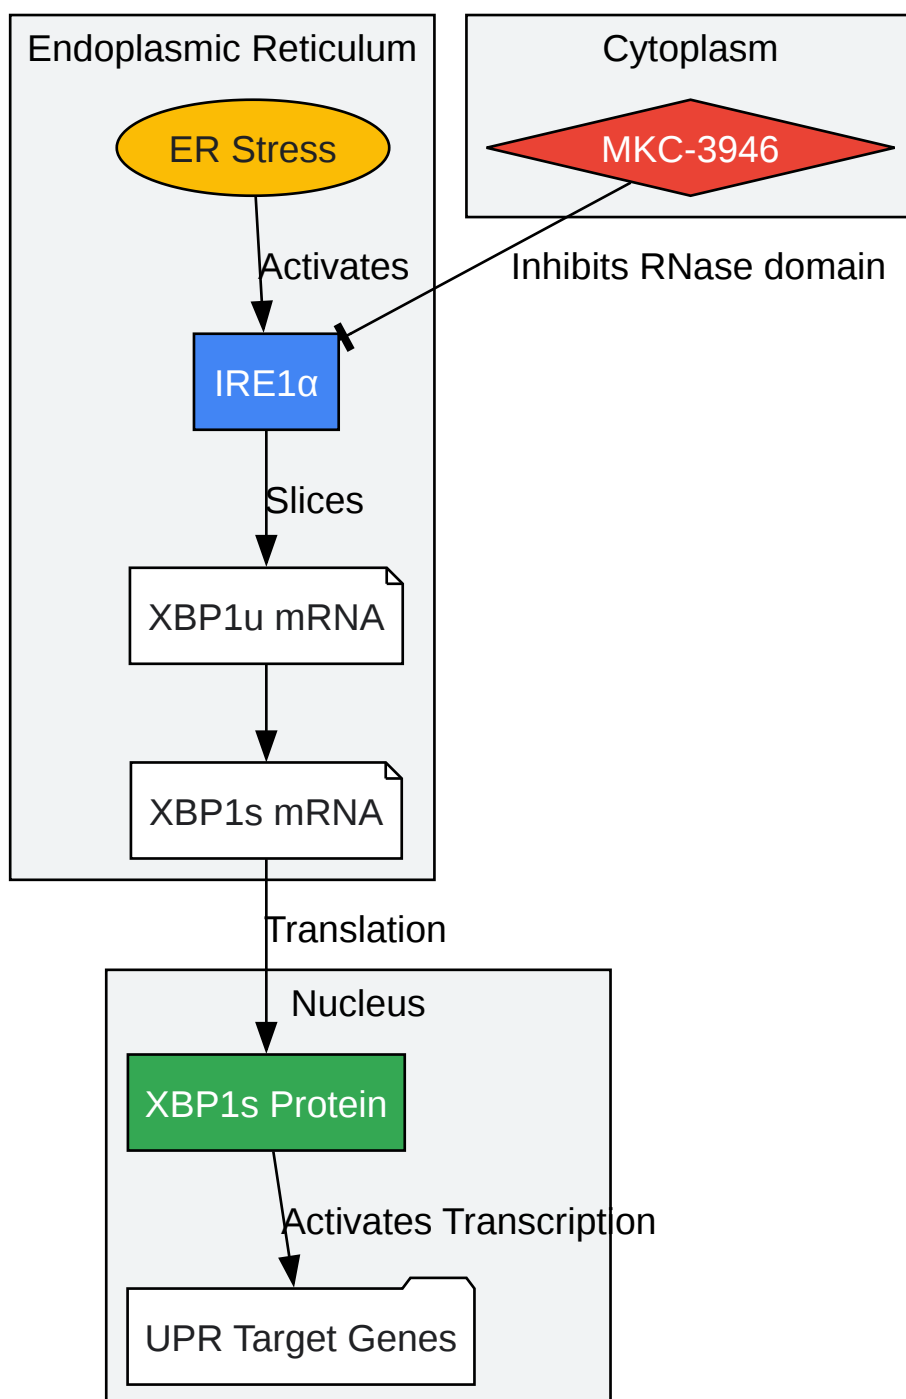 Endoplasmic Reticulum
Cytoplasm
ER Stress
MKC-3946
Activates
Inhibits RNase domain
IRE1α
Slices
XBP1u mRNA
XBP1s mRNA
Translation
Nucleus
XBP1s Protein
Activates Transcription
UPR Target Genes